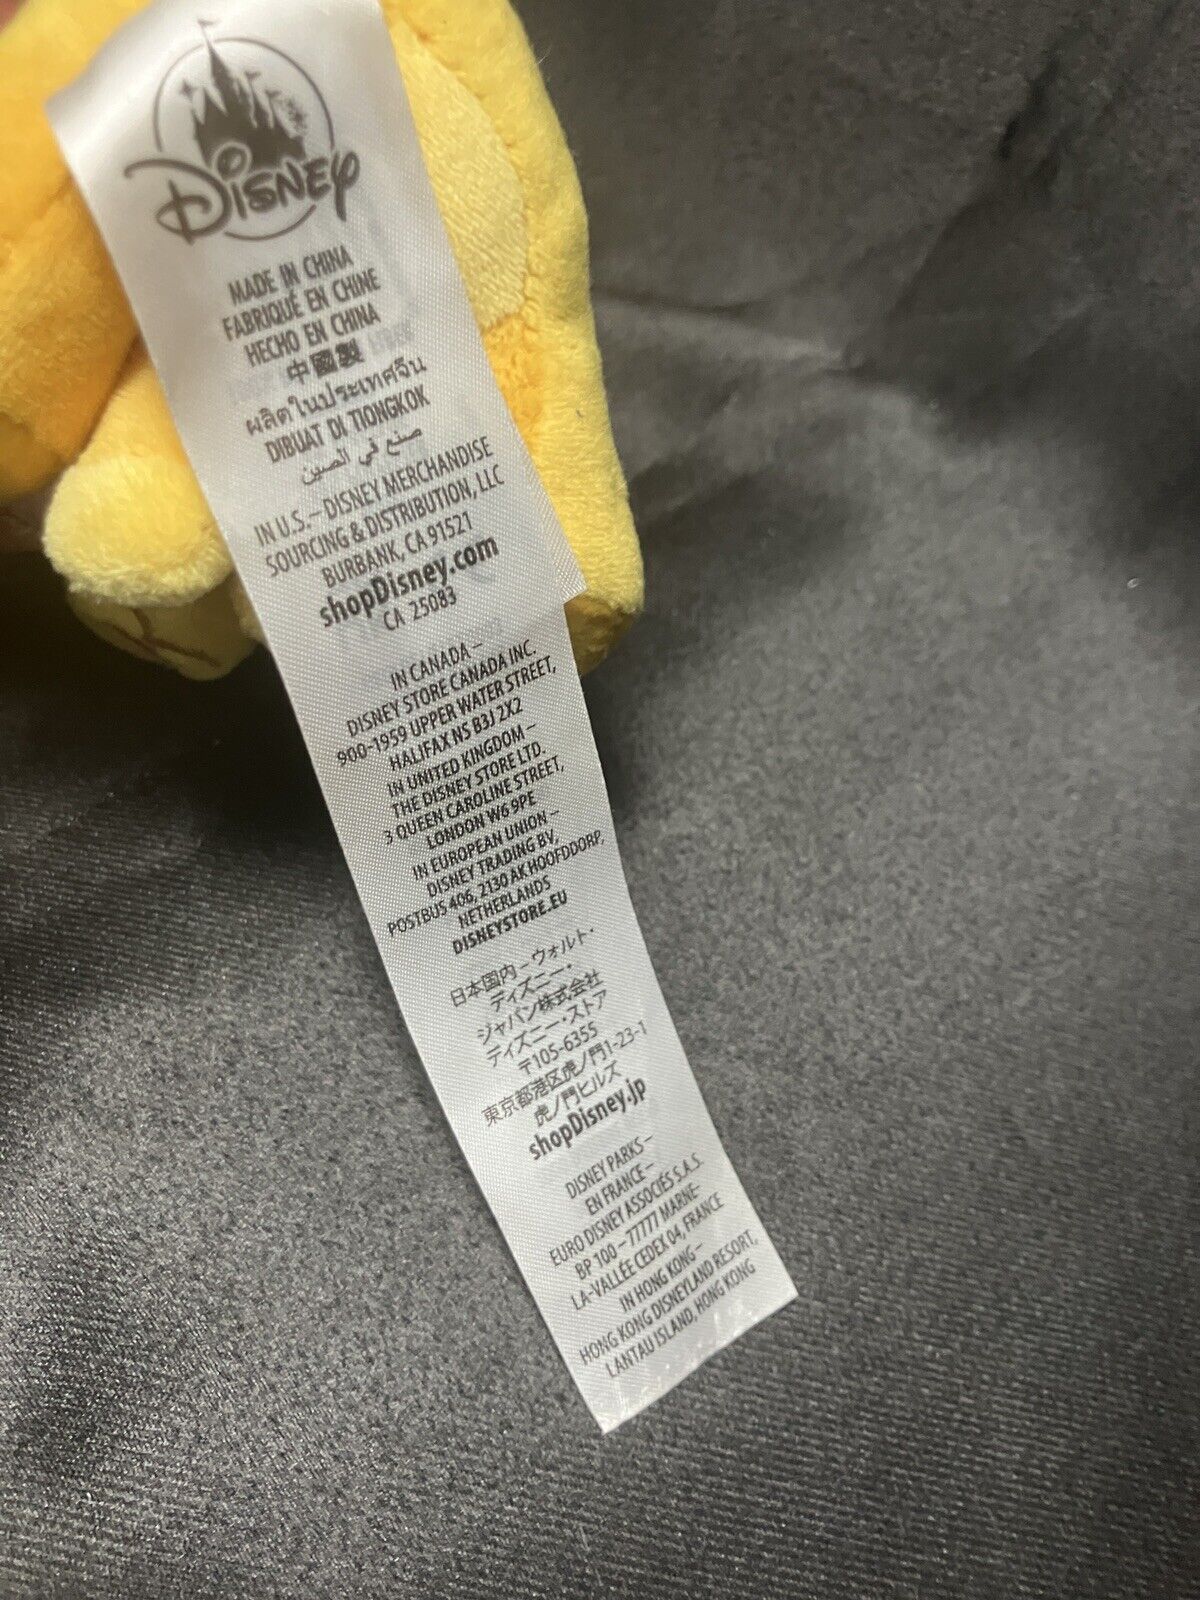 Disney
MADE IN CHINA
FABRIQUÉ EN CHINE
HECHO EN CHINA
中國製
ผลิตในประเทศจีน
DIBUAT DI TIONGKOK
صنع في الصين
IN U.S. – DISNEY MERCHANDISE
SOURCING & DISTRIBUTION, LLC
BURBANK, CA 91521
shopDisney.com
CA 25083
IN CANADA –
DISNEY STORE CANADA INC.
900-1959 UPPER WATER STREET,
HALIFAX NS B3J 2X2
IN UNITED KINGDOM –
THE DISNEY STORE LTD.
3 QUEEN CAROLINE STREET,
LONDON W6 9PE
IN EUROPEAN UNION –
DISNEY TRADING BV,
POSTBUS 406, 2130 AK HOOFDDORP,
NETHERLANDS
DISNEYSTORE.EU
日本国内 – ウォルト・
ディズニー・
ジャパン株式会社
ディズニー・ストア
〒105-6355
東京都港区虎ノ門1-23-1
虎ノ門ヒルズ
shopDisney.jp
DISNEY PARKS –
EN FRANCE –
EURO DISNEY ASSOCIÉS S.A.S.
BP 100 – 77777 MARNE-
LA-VALLÉE CEDEX 04, FRANCE
IN HONG KONG –
HONG KONG DISNEYLAND RESORT,
LANTAU ISLAND, HONG KONG